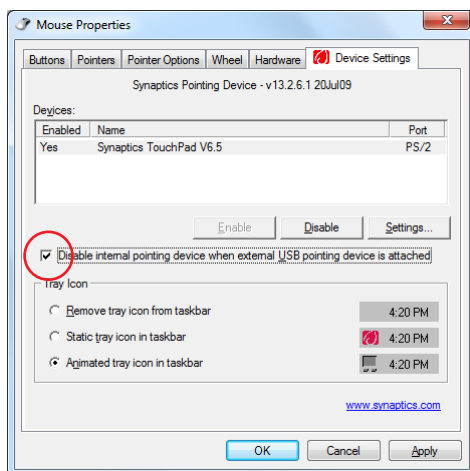 Mouse Properties
Buttons Pointers Pointer Options Wheel Hardware Device Settings
Synaptics Pointing Device - v13.2.6.1 20Jul09
Devices:
Enabled Name Port
Yes Synaptics TouchPad V6.5 PS/2
Enable Disable Settings...
Disable internal pointing device when external USB pointing device is attached
Tray Icon
Remove tray icon from taskbar 4:20 PM
Static tray icon in taskbar 4:20 PM
Animated tray icon in taskbar 4:20 PM
www.synaptics.com
OK Cancel Apply